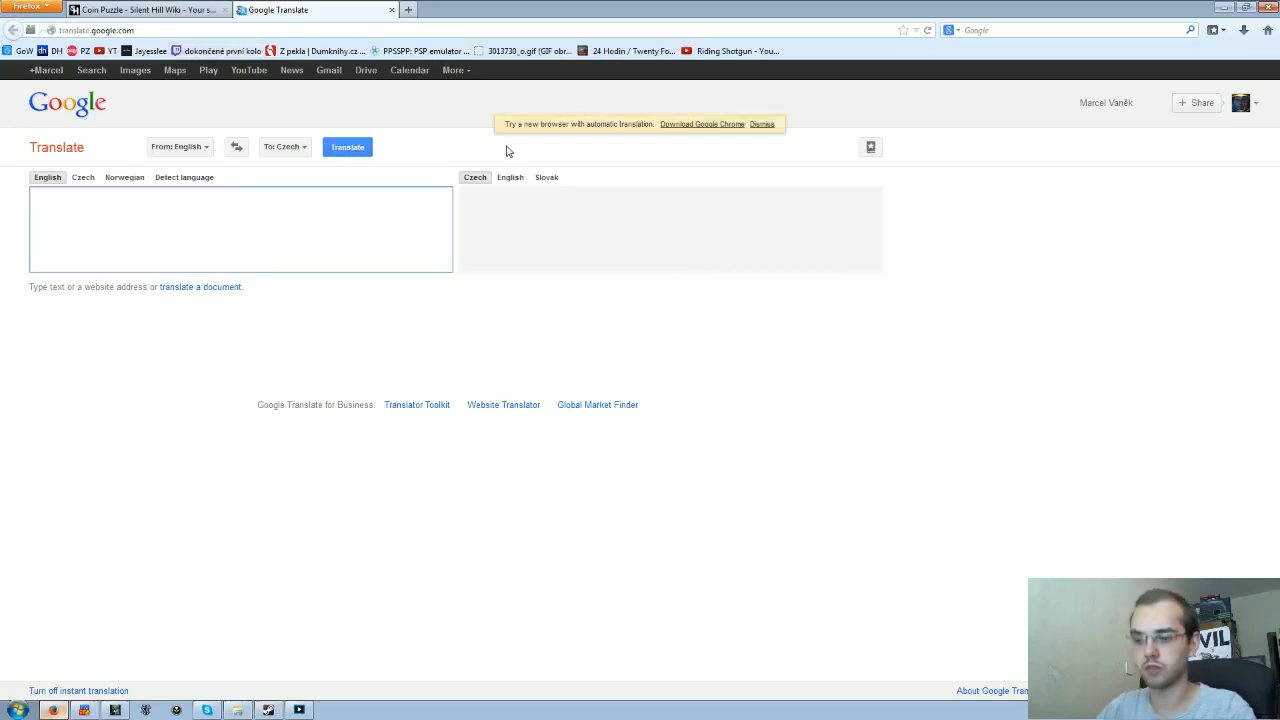 Firefox
Coin Puzzle - Silent Hill Wiki - Your s...
Google Translate
translate.google.com
Google
GoW DH PZ YT Jayesslee dokončené první kolo Z pekla | Dumknihy.cz PPSSPP: PSP emulator ... 3013730_o.gif (GIF obr... 24 Hodin / Twenty Fo... Riding Shotgun - You...
+Marcel Search Images Maps Play YouTube News Gmail Drive Calendar More
Google
Marcel Vaněk
+ Share
Try a new browser with automatic translation. Download Google Chrome Dismiss
Translate
From: English
To: Czech
Translate
English Czech Norwegian Detect language
Czech English Slovak
Type text or a website address or translate a document.
Google Translate for Business: Translator Toolkit Website Translator Global Market Finder
VIL
Turn off instant translation
About Google Tran